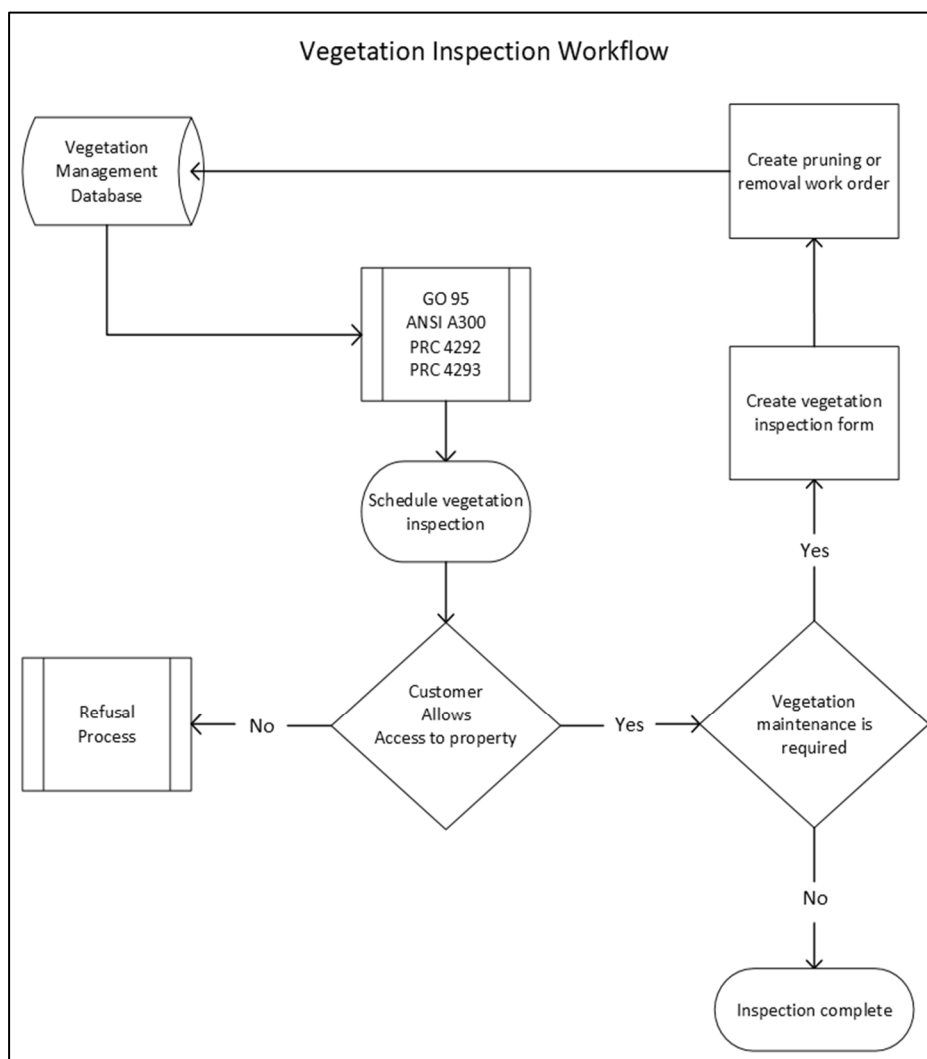 Vegetation Inspection Workflow
Vegetation
Management
Database
Create pruning or
removal work order
GO 95
ANSI A300
PRC 4292
PRC 4293
Create vegetation
inspection form
Schedule vegetation
inspection
Yes
Refusal
Process
No
Customer
Allows
Access to property
Yes
Vegetation
maintenance is
required
No
Inspection complete